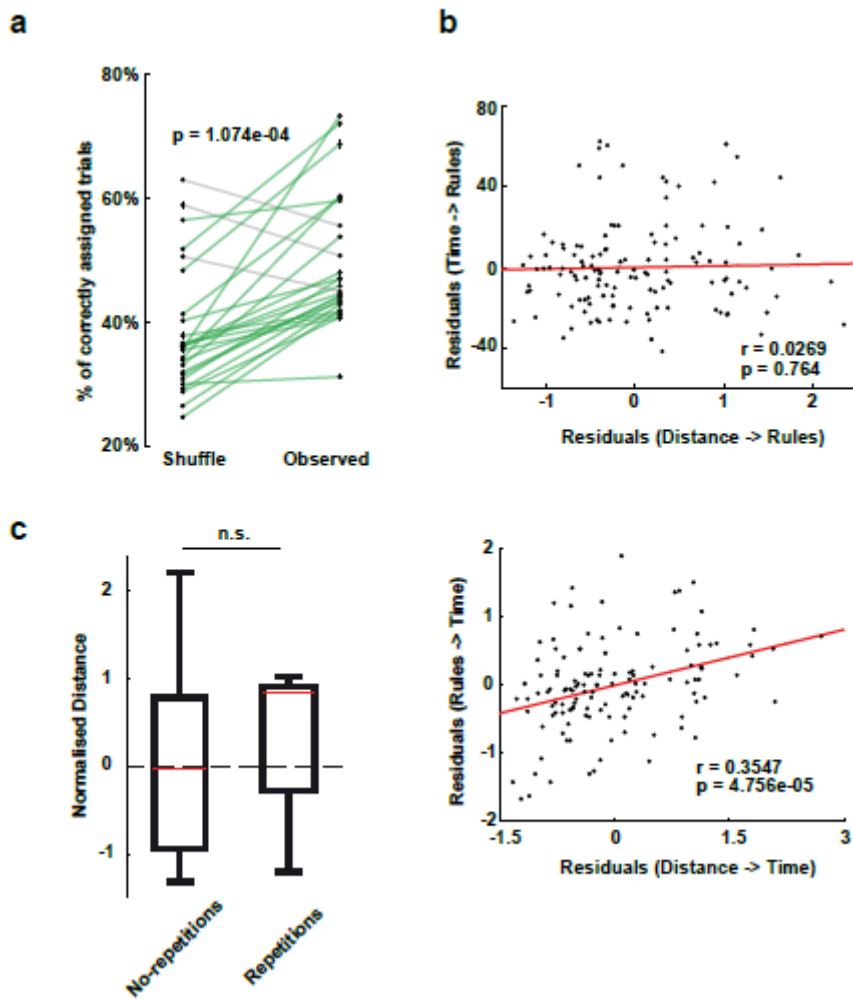 a
80%
60%
40%
20%
% of correctly assigned trials
p = 1.074e-04
Shuffle
Observed
b
80
40
0
-40
Residuals (Time -> Rules)
r = 0.0269
p = 0.764
-1
0
1
2
Residuals (Distance -> Rules)
c
n.s.
2
1
0
-1
Normalised Distance
No-repetitions
Repetitions
2
1
0
-1
-2
Residuals (Rules -> Time)
r = 0.3547
p = 4.756e-05
-1.5
0
1.5
3
Residuals (Distance -> Time)